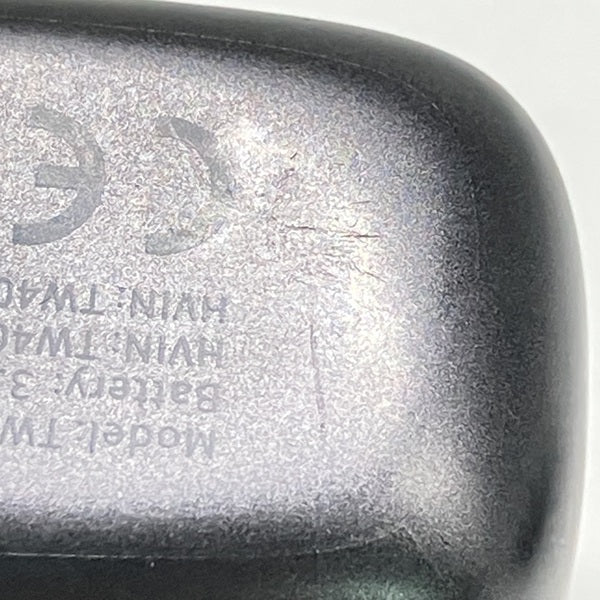 Model: TW
Battery: 3.
HVIN: TW40
HVIN: TW40
CE